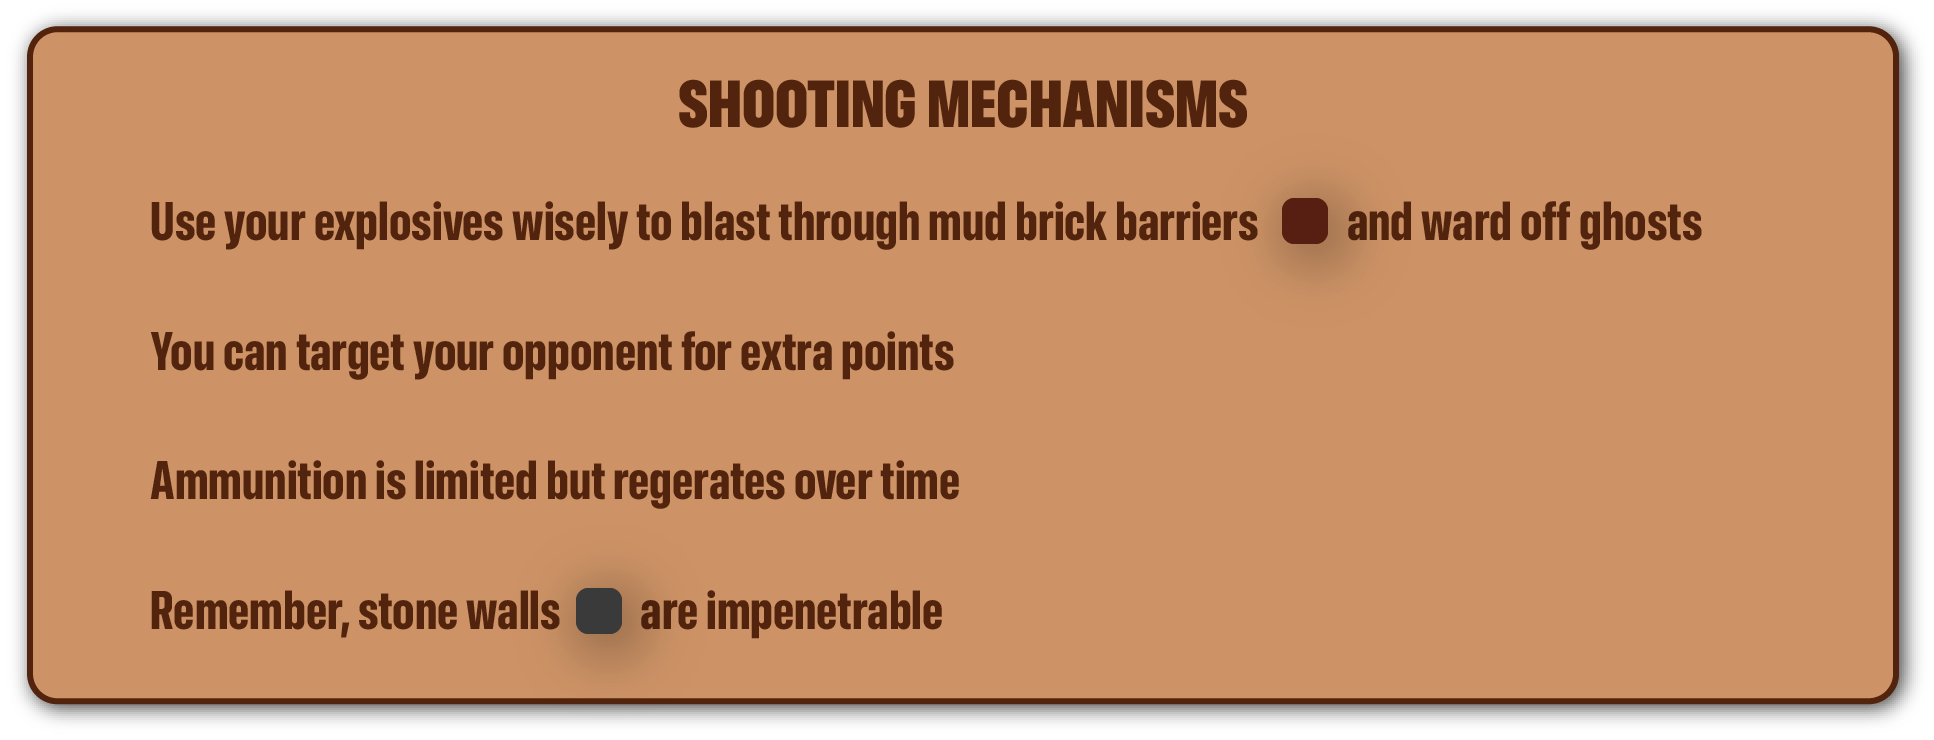 SHOOTING MECHANISMS
Use your explosives wisely to blast through mud brick barriers and ward off ghosts
You can target your opponent for extra points
Ammunition is limited but regerates over time
Remember, stone walls are impenetrable